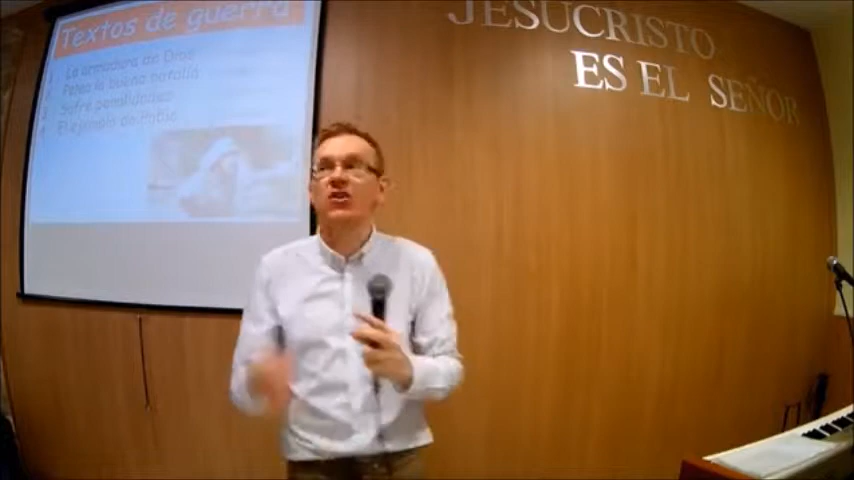 Textos de guerra
La armadura de Dios
Pelea la buena batalla
Sufre penalidades
El ejemplo de Pablo
JESUCRISTO
ES EL SEÑOR